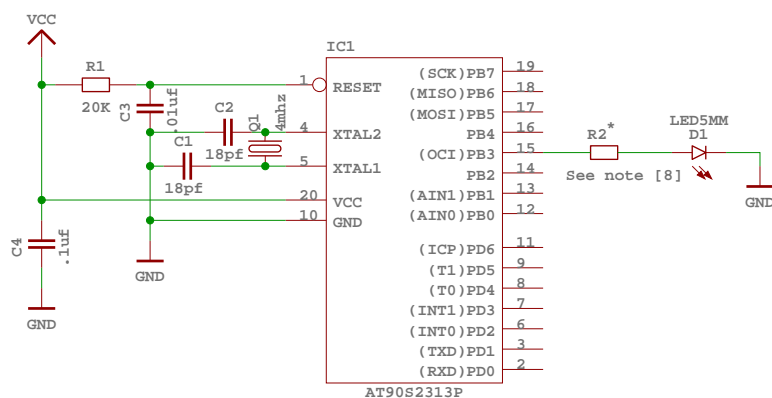 VCC
IC1
R1
20K
C3
.01uf
C2
18pf
C1
18pf
Q1
4mhz
1
4
5
20
10
RESET
XTAL2
XTAL1
VCC
GND
(SCK)PB7 19
(MISO)PB6 18
(MOSI)PB5 17
PB4 16
(OCI)PB3 15
PB2 14
(AIN1)PB1 13
(AIN0)PB0 12
(ICP)PD6 11
(T1)PD5 9
(T0)PD4 8
(INT1)PD3 7
(INT0)PD2 6
(TXD)PD1 3
(RXD)PD0 2
AT90S2313P
R2*
See note [8]
LED5MM
D1
GND
C4
.1uf
GND
GND